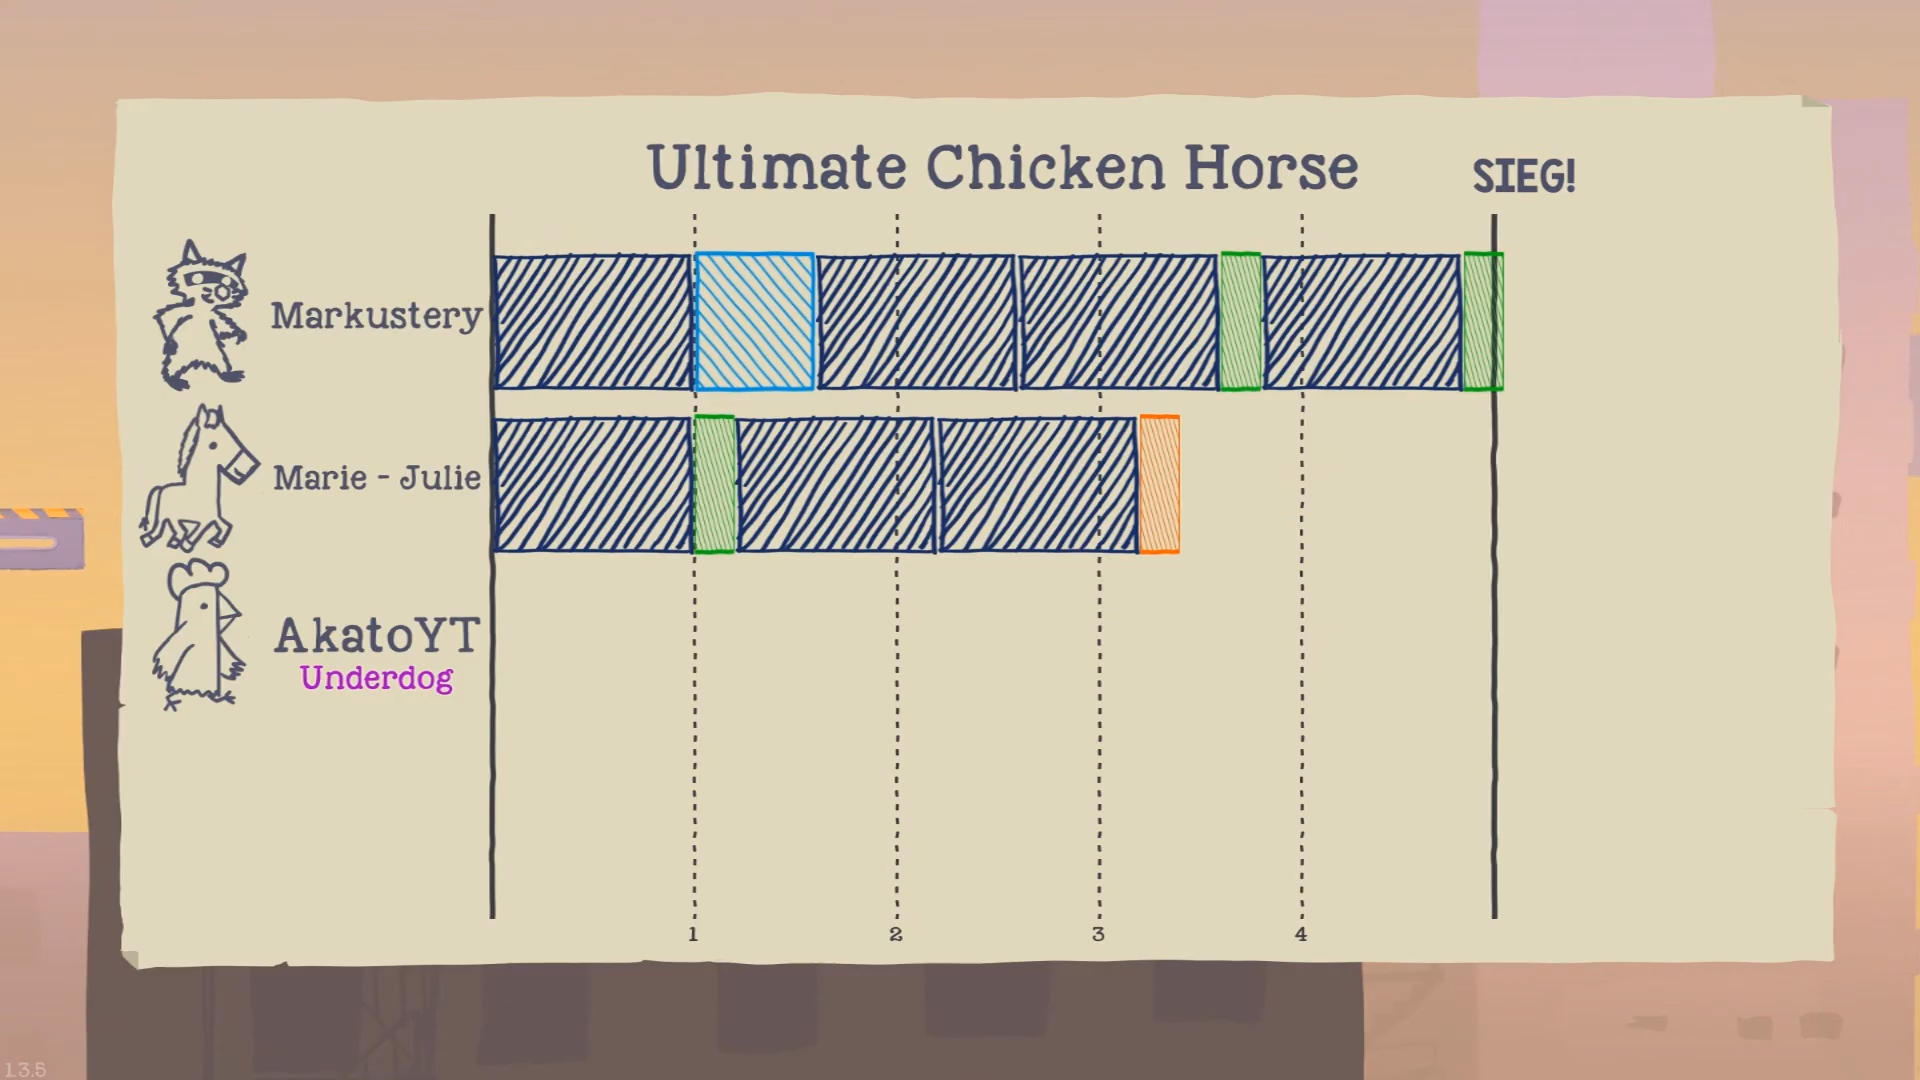 Ultimate Chicken Horse
SIEG!
Markustery
Marie - Julie
AkatoYT
Underdog
1 2 3 4
1.3.5